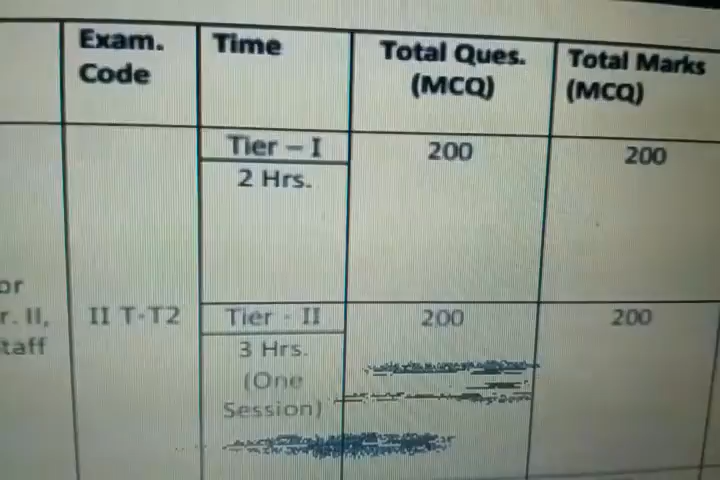 Exam. Code
Time
Total Ques. (MCQ)
Total Marks (MCQ)
Tier – I
200
200
2 Hrs.
or
r. II,
taff
II T-T2
Tier - II
200
200
3 Hrs.
(One
Session)